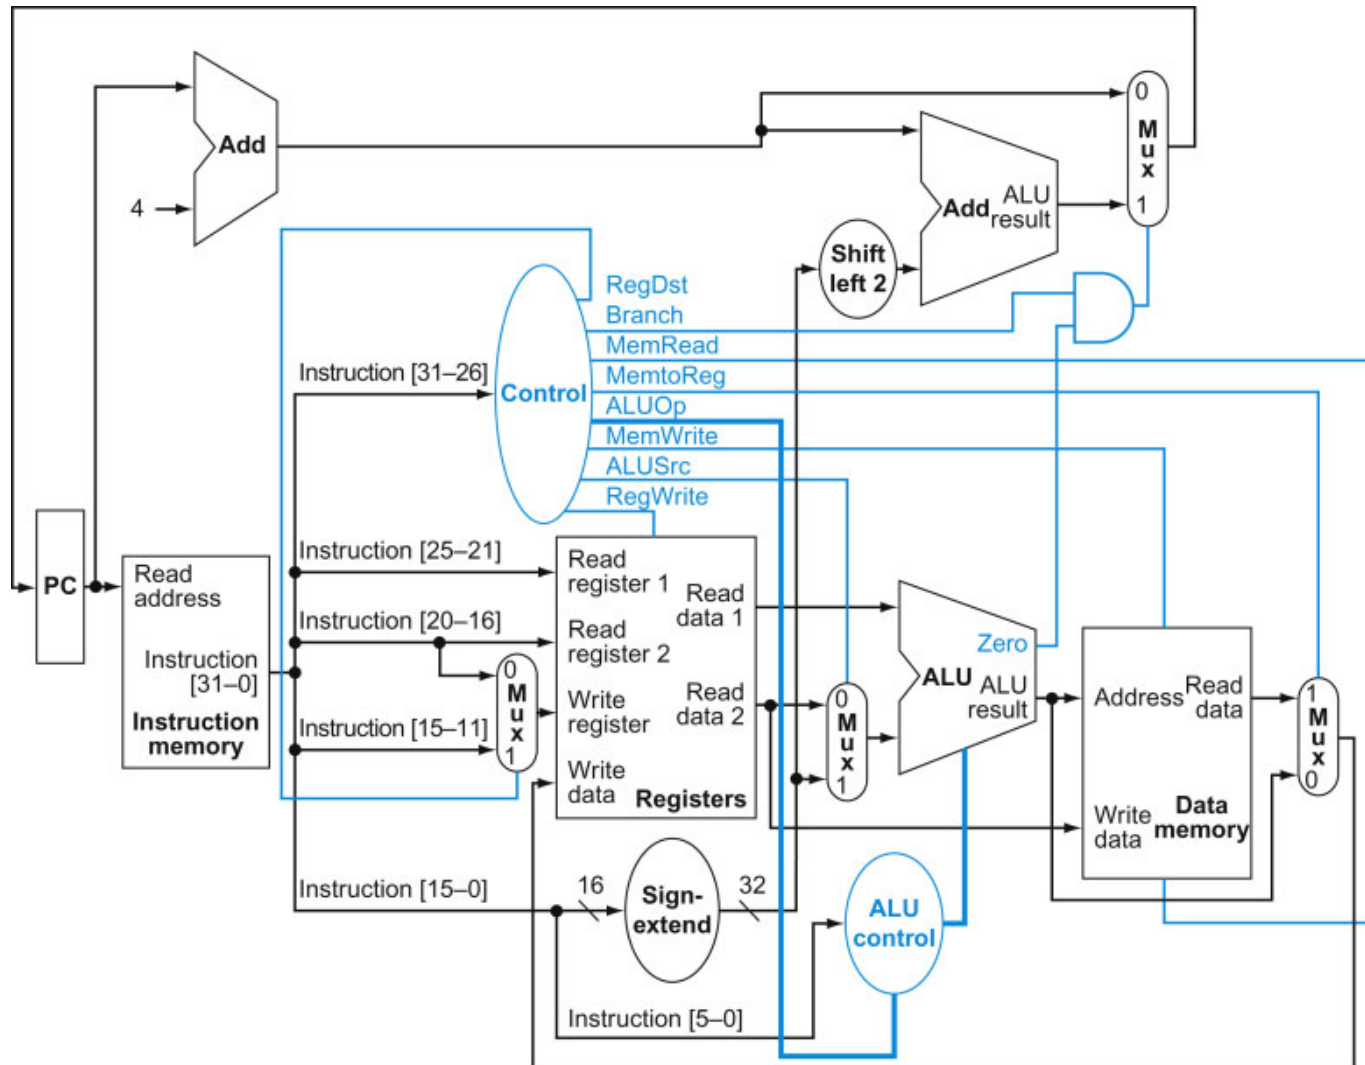 0
M
u
x
1
Add
4
Add
ALU
result
Shift
left 2
RegDst
Branch
MemRead
MemtoReg
ALUOp
MemWrite
ALUSrc
RegWrite
Instruction [31–26]
Control
PC
Read
address
Instruction
[31–0]
Instruction
memory
Instruction [25–21]
Instruction [20–16]
Instruction [15–11]
0
M
u
x
1
Read
register 1
Read
register 2
Write
register
Write
data
Read
data 1
Read
data 2
Registers
0
M
u
x
1
Zero
ALU
ALU
result
Address
Read
data
Write
data
Data
memory
1
M
u
x
0
Instruction [15–0]
16
Sign-
extend
32
ALU
control
Instruction [5–0]